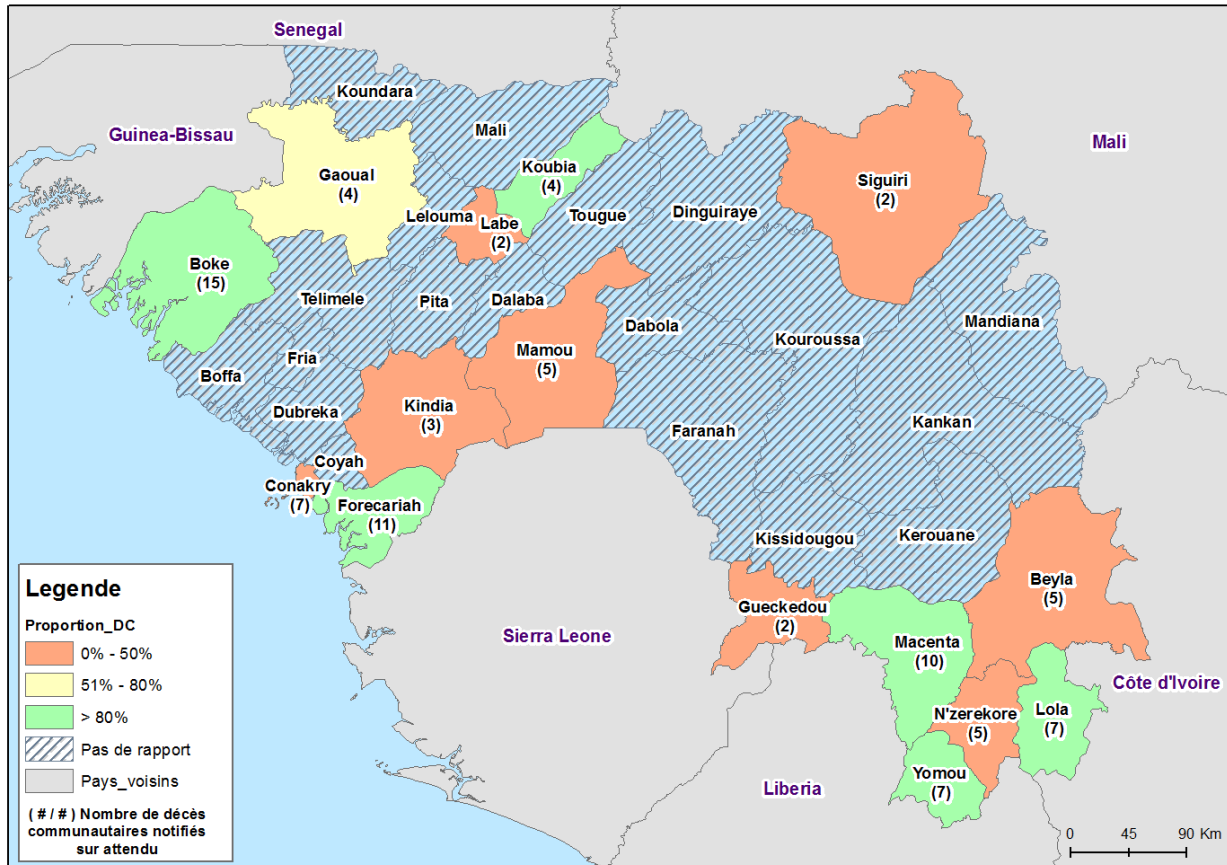 Senegal
Koundara
Guinea-Bissau
Mali
Mali
Koubia
(4)
Gaoual
(4)
Siguiri
(2)
Lelouma
Labe
(2)
Tougue
Dinguiraye
Boke
(15)
Telimele
Pita
Dalaba
Dabola
Mandiana
Kouroussa
Fria
Mamou
(5)
Boffa
Kindia
(3)
Dubreka
Kankan
Faranah
Coyah
Conakry
(7)
Forecariah
(11)
Kissidougou
Kerouane
Beyla
(5)
Gueckedou
(2)
Sierra Leone
Macenta
(10)
Côte d'Ivoire
N'zerekore
(5)
Lola
(7)
Yomou
(7)
Liberia
Legende
Proportion_DC
0% - 50%
51% - 80%
> 80%
Pas de rapport
Pays_voisins
( # / # ) Nombre de décès
communautaires notifiés
sur attendu
0 45 90 Km